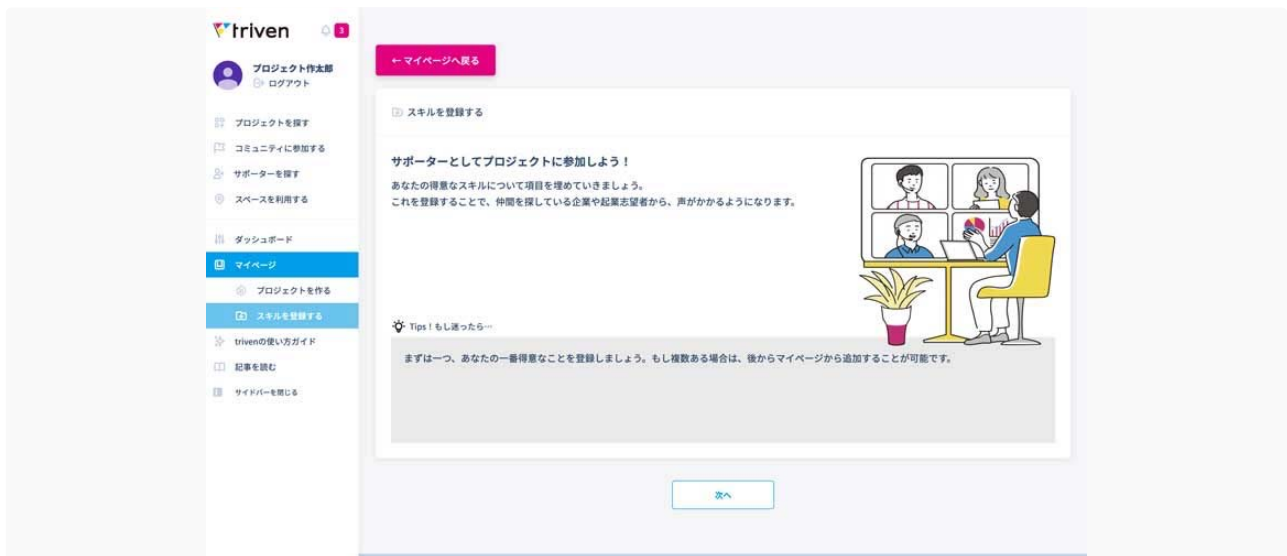 triven
3
プロジェクト作太郎
ログアウト
プロジェクトを探す
コミュニティに参加する
サポーターを探す
スペースを利用する
ダッシュボード
マイページ
プロジェクトを作る
スキルを登録する
trivenの使い方ガイド
記事を読む
サイドバーを閉じる
←マイページへ戻る
スキルを登録する
サポーターとしてプロジェクトに参加しよう！
あなたの得意なスキルについて項目を埋めていきましょう。
これを登録することで、仲間を探している企業や起業志望者から、声がかかるようになります。
Tips！もし迷ったら…
まずは一つ、あなたの一番得意なことを登録しましょう。もし複数ある場合は、後からマイページから追加することが可能です。
次へ